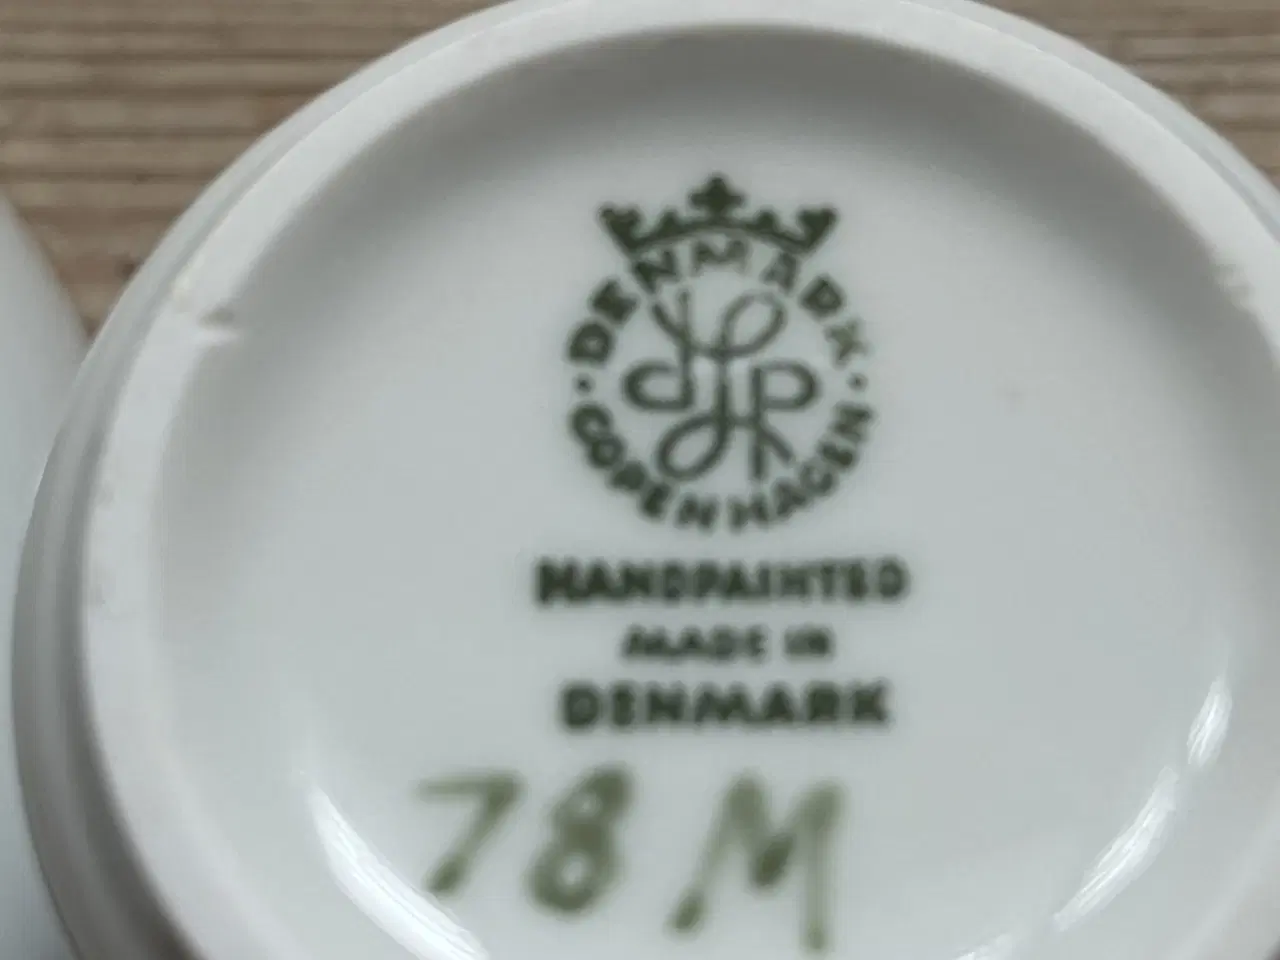 DENMARK
COPENHAGEN
HANDPAINTED
MADE IN
DENMARK
78 M